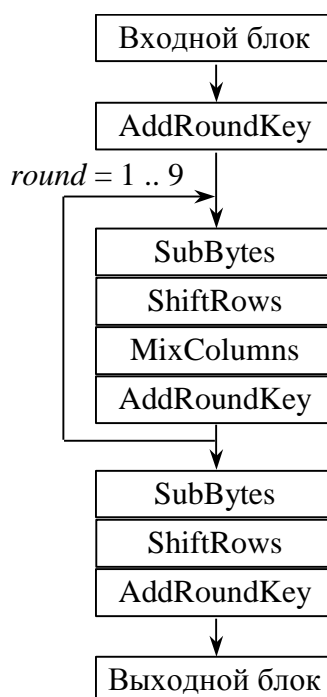 Входной блок
AddRoundKey
round = 1 .. 9
SubBytes
ShiftRows
MixColumns
AddRoundKey
SubBytes
ShiftRows
AddRoundKey
Выходной блок